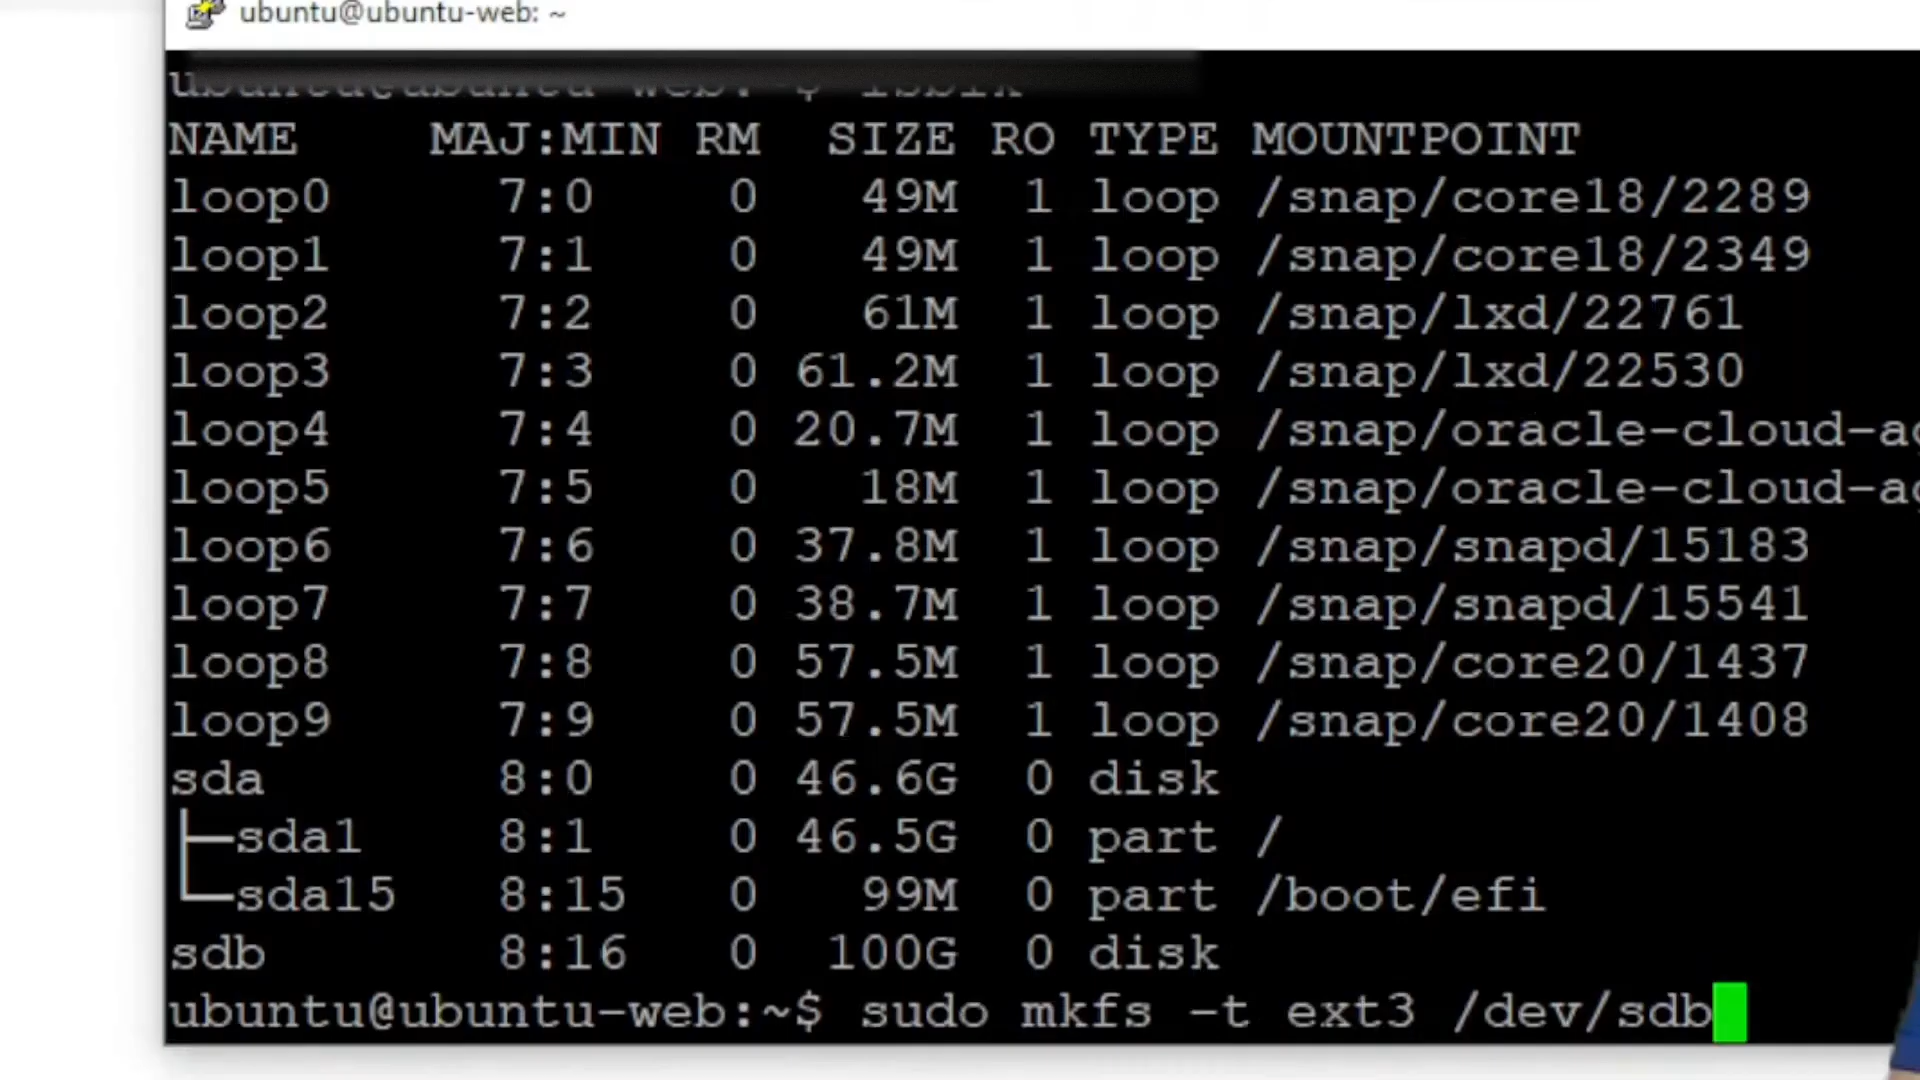 ubuntu@ubuntu-web: ~
ubuntu@ubuntu-web:~$ lsblk
NAME MAJ:MIN RM SIZE RO TYPE MOUNTPOINT
loop0 7:0 0 49M 1 loop /snap/core18/2289
loop1 7:1 0 49M 1 loop /snap/core18/2349
loop2 7:2 0 61M 1 loop /snap/lxd/22761
loop3 7:3 0 61.2M 1 loop /snap/lxd/22530
loop4 7:4 0 20.7M 1 loop /snap/oracle-cloud-ag
loop5 7:5 0 18M 1 loop /snap/oracle-cloud-ag
loop6 7:6 0 37.8M 1 loop /snap/snapd/15183
loop7 7:7 0 38.7M 1 loop /snap/snapd/15541
loop8 7:8 0 57.5M 1 loop /snap/core20/1437
loop9 7:9 0 57.5M 1 loop /snap/core20/1408
sda 8:0 0 46.6G 0 disk
├─sda1 8:1 0 46.5G 0 part /
└─sda15 8:15 0 99M 0 part /boot/efi
sdb 8:16 0 100G 0 disk
ubuntu@ubuntu-web:~$ sudo mkfs -t ext3 /dev/sdb